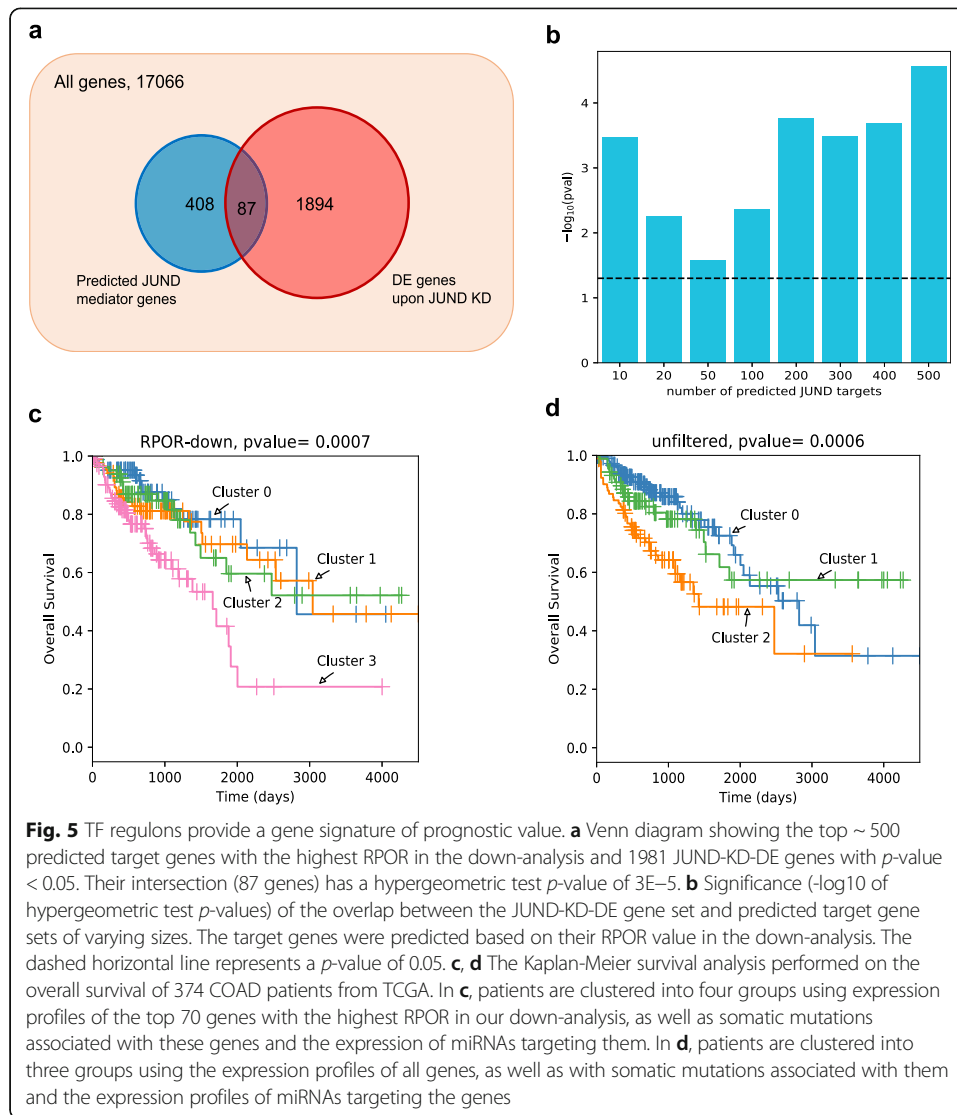 a
All genes, 17066
408
87
1894
Predicted JUND
mediator genes
DE genes
upon JUND KD
b
−log₁₀(pval)
4
3
2
1
0
10 20 50 100 200 300 400 500
number of predicted JUND targets
c
RPOR-down, pvalue= 0.0007
Overall Survival
1.0
0.8
0.6
0.4
0.2
0.0
Cluster 0
Cluster 1
Cluster 2
Cluster 3
0 1000 2000 3000 4000
Time (days)
d
unfiltered, pvalue= 0.0006
Overall Survival
1.0
0.8
0.6
0.4
0.2
0.0
Cluster 0
Cluster 1
Cluster 2
0 1000 2000 3000 4000
Time (days)
Fig. 5 TF regulons provide a gene signature of prognostic value. a Venn diagram showing the top ~ 500
predicted target genes with the highest RPOR in the down-analysis and 1981 JUND-KD-DE genes with p-value
< 0.05. Their intersection (87 genes) has a hypergeometric test p-value of 3E−5. b Significance (-log10 of
hypergeometric test p-values) of the overlap between the JUND-KD-DE gene set and predicted target gene
sets of varying sizes. The target genes were predicted based on their RPOR value in the down-analysis. The
dashed horizontal line represents a p-value of 0.05. c, d The Kaplan-Meier survival analysis performed on the
overall survival of 374 COAD patients from TCGA. In c, patients are clustered into four groups using expression
profiles of the top 70 genes with the highest RPOR in our down-analysis, as well as somatic mutations
associated with these genes and the expression of miRNAs targeting them. In d, patients are clustered into
three groups using the expression profiles of all genes, as well as with somatic mutations associated with them
and the expression profiles of miRNAs targeting the genes